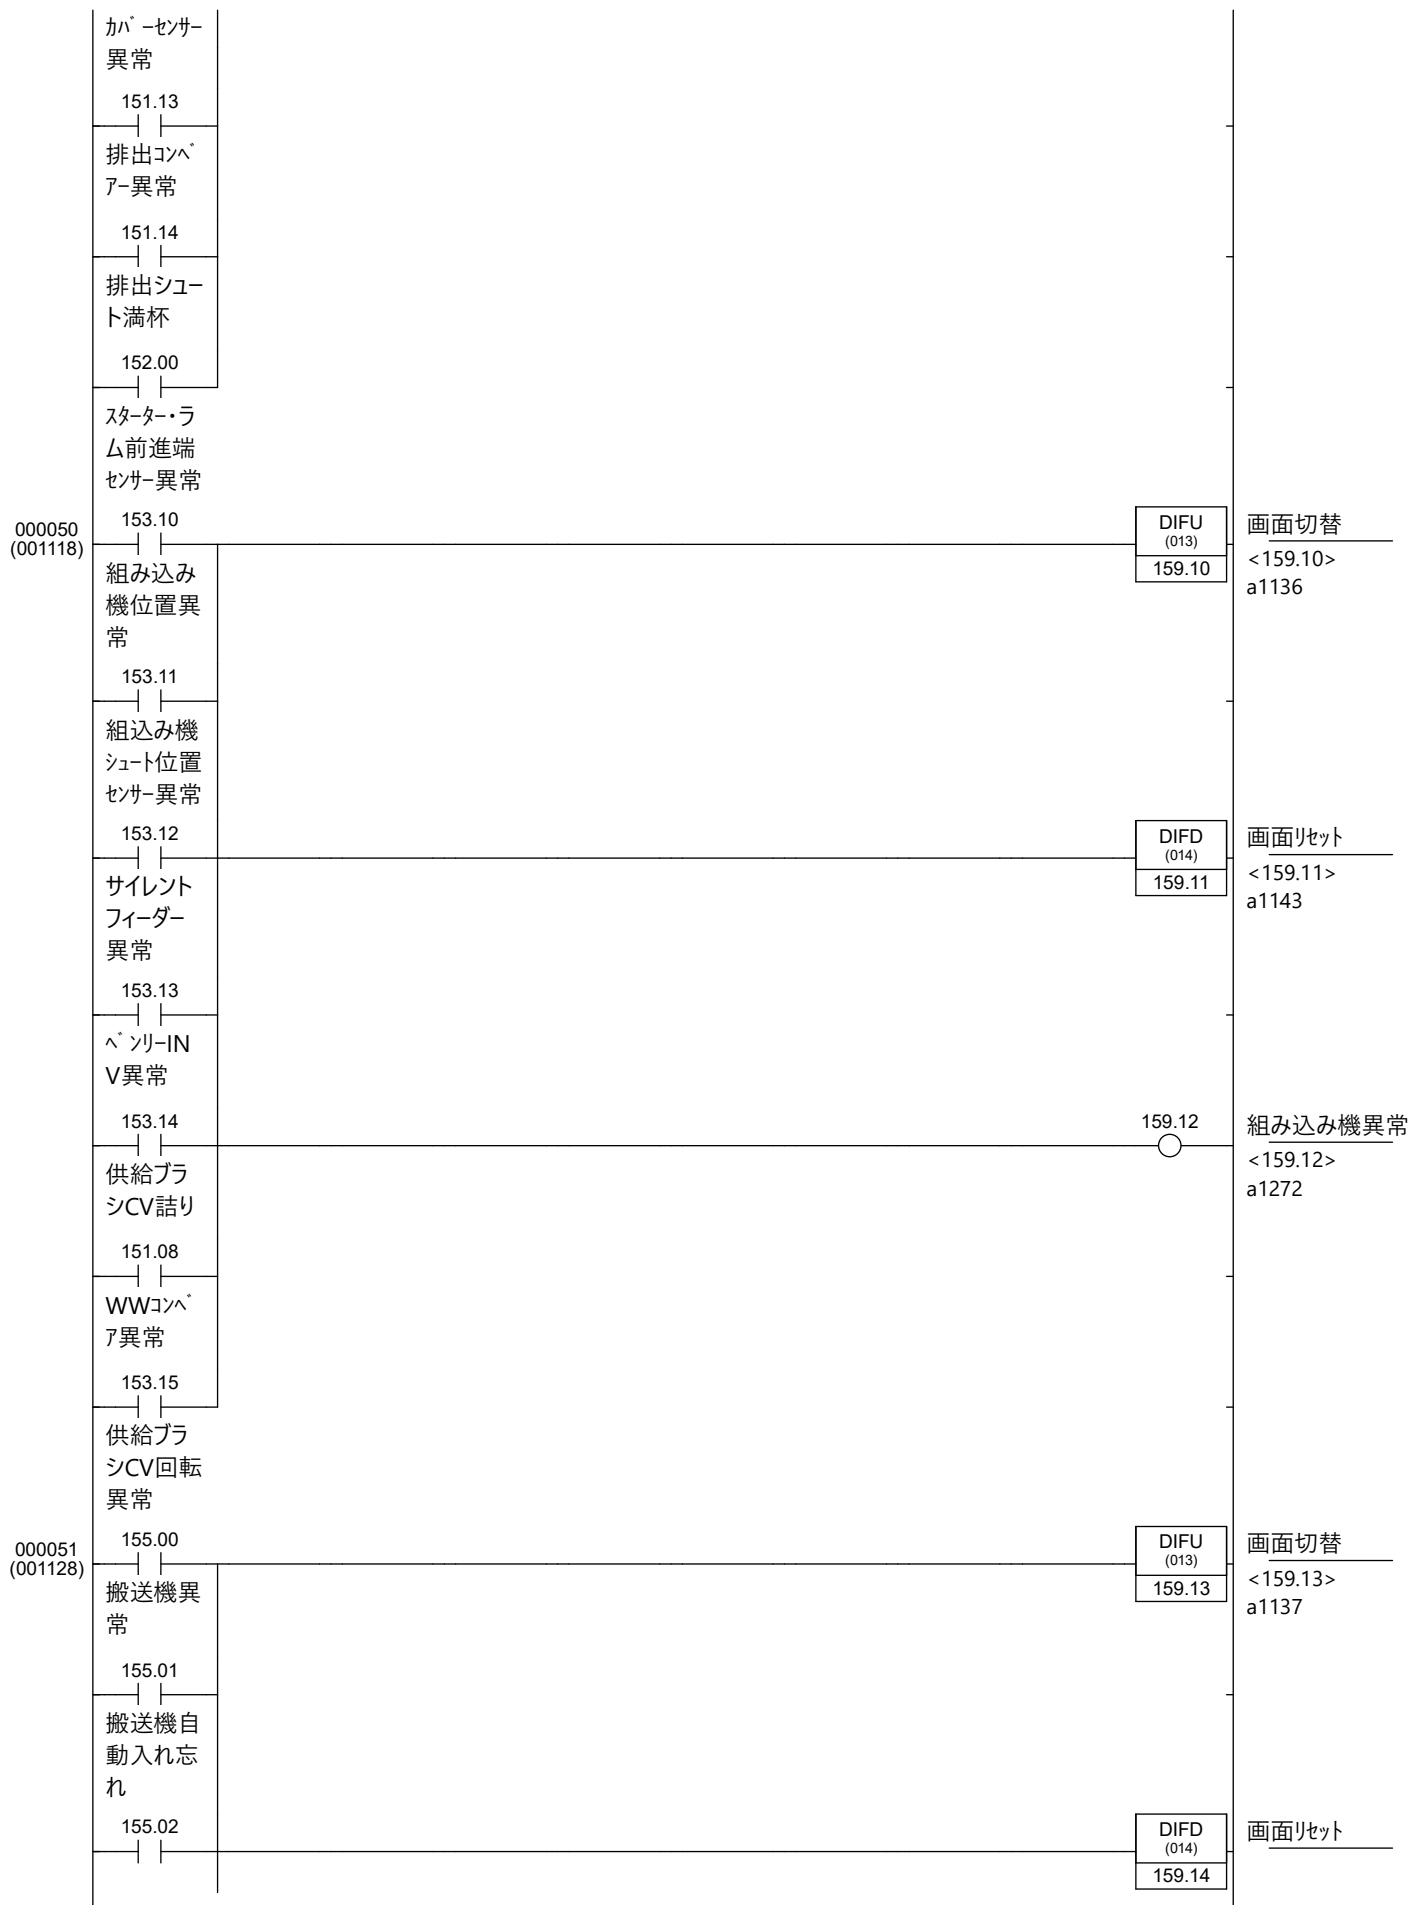 ｶﾊﾞｰｾﾝｻｰ
異常
151.13
排出ｺﾝﾍﾞ
ｱｰ異常
151.14
排出シュー
ト満杯
152.00
ｽﾀｰﾀｰ・ラ
ム前進端
ｾﾝｻｰ異常
000050
(001118)
153.10
DIFU
(013)
159.10
画面切替
<159.10>
a1136
組み込み
機位置異
常
153.11
組込み機
ｼｭｰﾄ位置
ｾﾝｻｰ異常
153.12
DIFD
(014)
159.11
画面ﾘｾｯﾄ
<159.11>
a1143
サイレント
フィーダー
異常
153.13
ﾍﾞﾝﾘｰIN
V異常
153.14
159.12
組み込み機異常
<159.12>
a1272
供給ブラ
シCV詰り
151.08
WWｺﾝﾍﾞ
ｱ異常
153.15
供給ブラ
シCV回転
異常
000051
(001128)
155.00
DIFU
(013)
159.13
画面切替
<159.13>
a1137
搬送機異
常
155.01
搬送機自
動入れ忘
れ
155.02
DIFD
(014)
159.14
画面ﾘｾｯﾄ